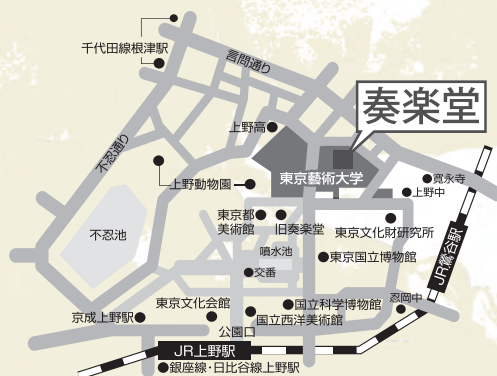 千代田線根津駅
言問通り
奏楽堂
上野高
不忍通り
東京藝術大学
寛永寺
上野中
上野動物園
東京都
美術館
旧奏楽堂
東京文化財研究所
不忍池
噴水池
東京国立博物館
JR鶯谷駅
交番
東京文化会館
国立科学博物館
忍岡中
京成上野駅
公園口
国立西洋美術館
JR上野駅
銀座線・日比谷線上野駅